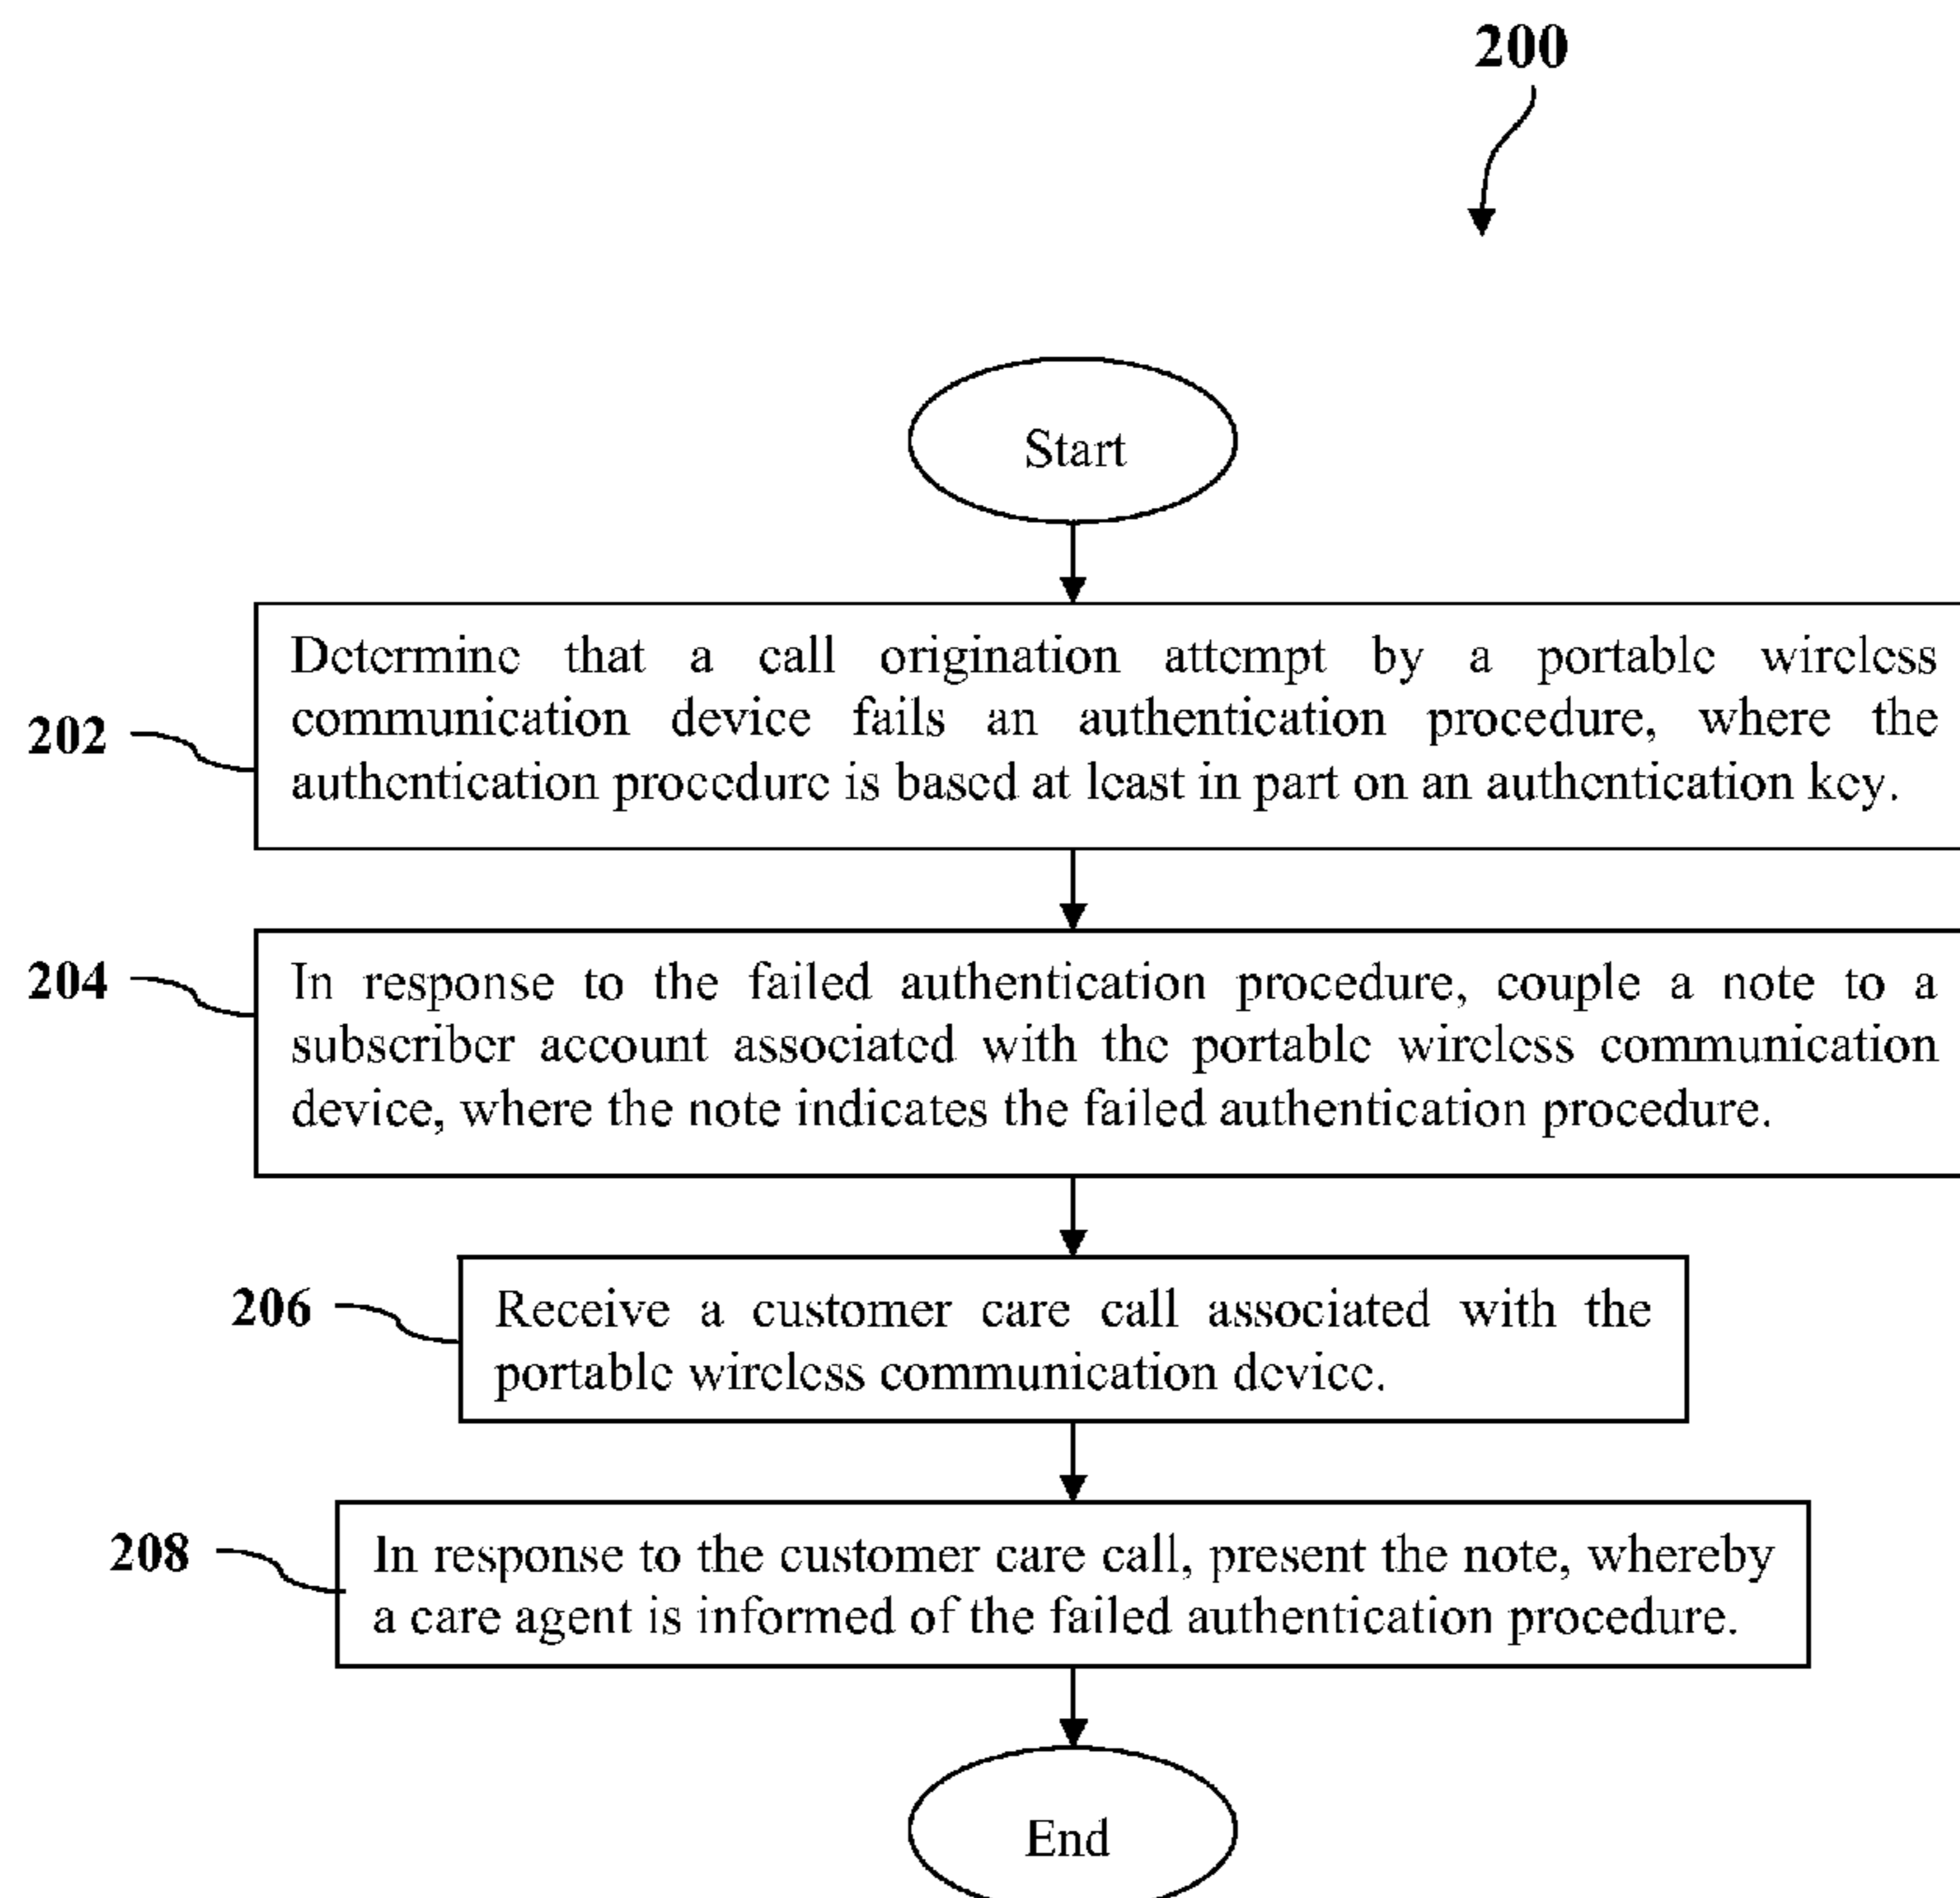 200
Start
202
Determine that a call origination attempt by a portable wireless
communication device fails an authentication procedure, where the
authentication procedure is based at least in part on an authentication key.
204
In response to the failed authentication procedure, couple a note to a
subscriber account associated with the portable wireless communication
device, where the note indicates the failed authentication procedure.
206
Receive a customer care call associated with the
portable wireless communication device.
208
In response to the customer care call, present the note, whereby
a care agent is informed of the failed authentication procedure.
End